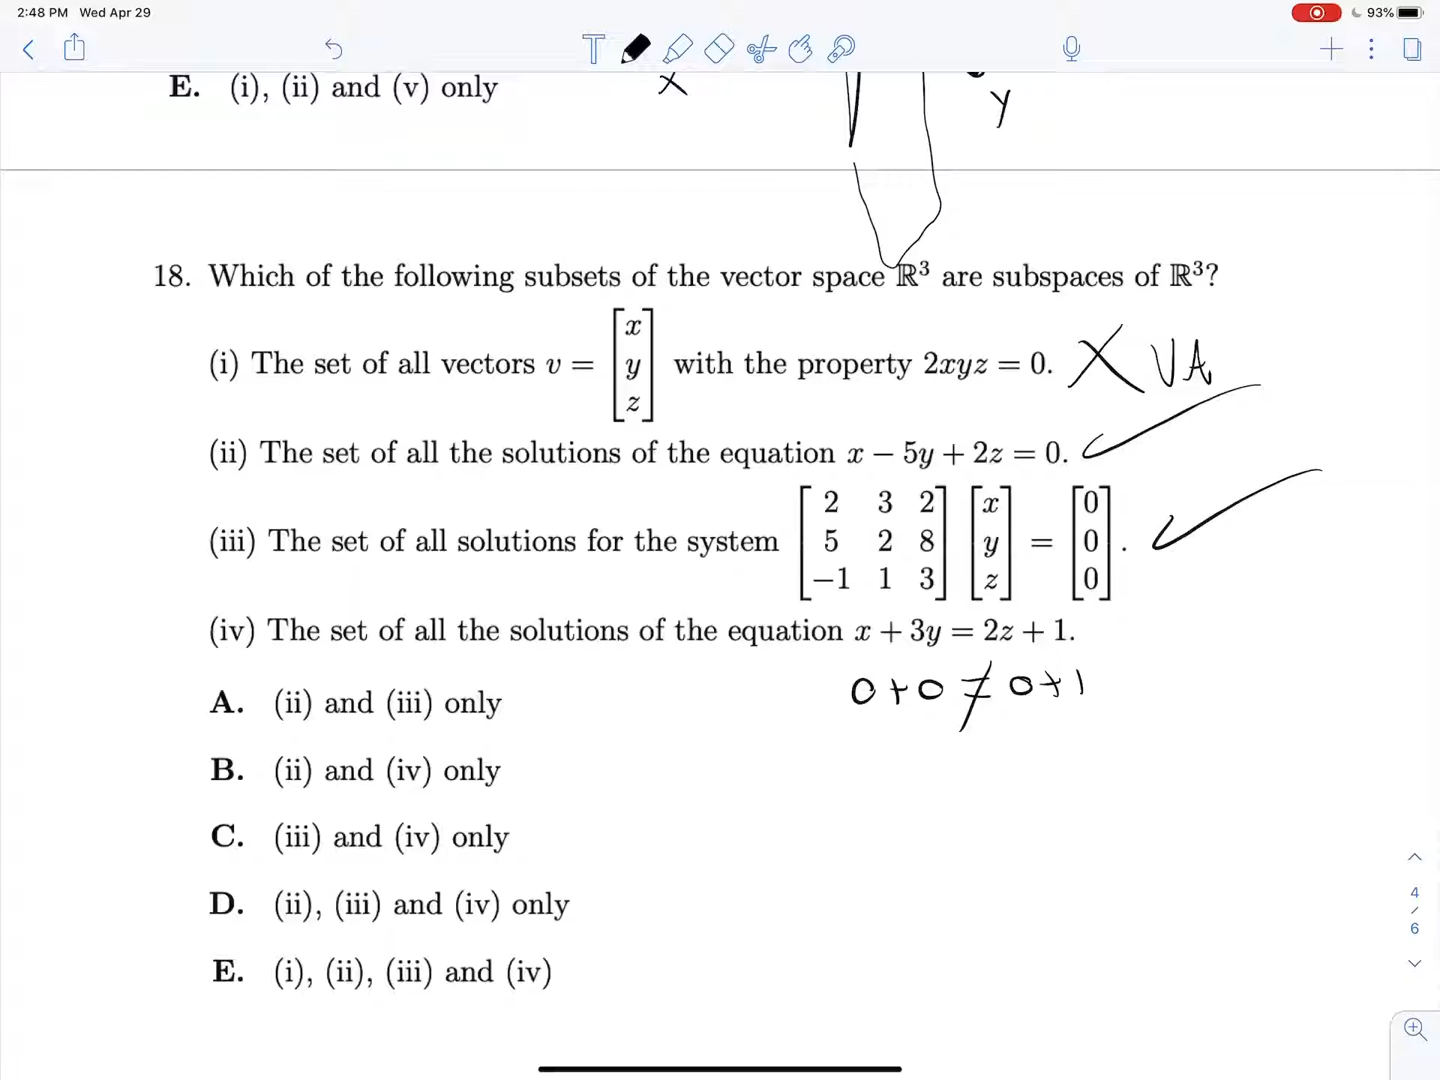 2:48 PM Wed Apr 29
93%
T
E. (i), (ii) and (v) only
x
y
18. Which of the following subsets of the vector space ℝ³ are subspaces of ℝ³?
(i) The set of all vectors v = [x y z] with the property 2xyz = 0. X VA
(ii) The set of all the solutions of the equation x − 5y + 2z = 0. ✓
(iii) The set of all solutions for the system [2 3 2; 5 2 8; −1 1 3] [x y z] = [0 0 0]. ✓
(iv) The set of all the solutions of the equation x + 3y = 2z + 1.
0+0 ≠ 0+1
A. (ii) and (iii) only
B. (ii) and (iv) only
C. (iii) and (iv) only
D. (ii), (iii) and (iv) only
E. (i), (ii), (iii) and (iv)
4
/
6